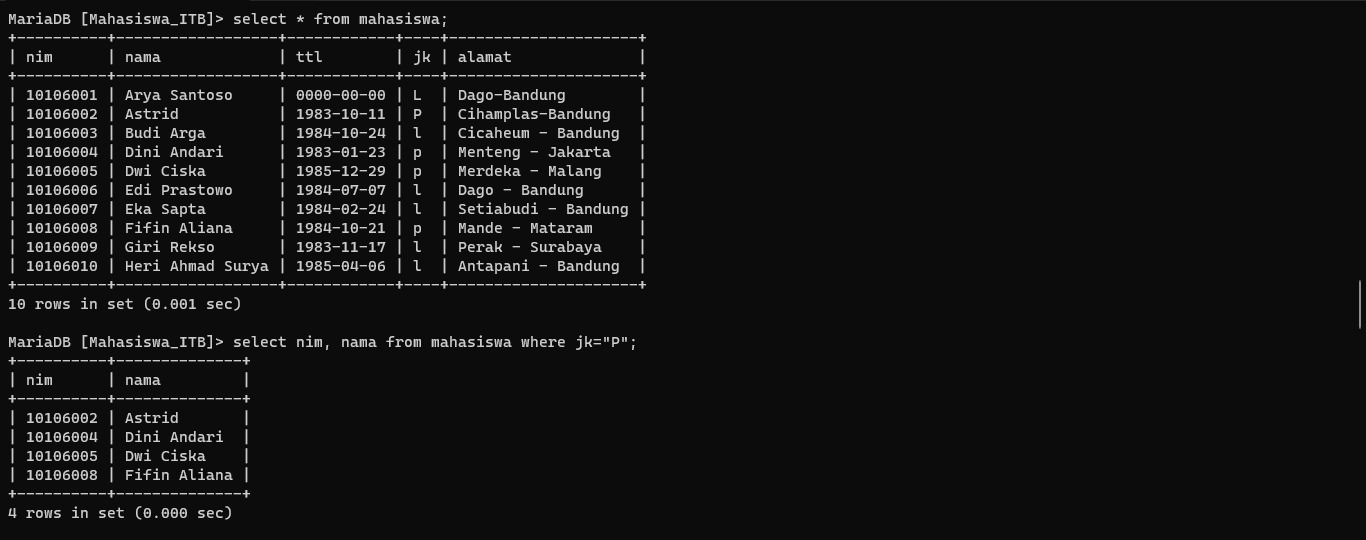 MariaDB [Mahasiswa_ITB]> select * from mahasiswa;
+----------+------------------+------------+----+---------------------+
| nim      | nama             | ttl        | jk | alamat              |
+----------+------------------+------------+----+---------------------+
| 10106001 | Arya Santoso     | 0000-00-00 | L  | Dago-Bandung        |
| 10106002 | Astrid           | 1983-10-11 | P  | Cihamplas-Bandung   |
| 10106003 | Budi Arga        | 1984-10-24 | l  | Cicaheum - Bandung  |
| 10106004 | Dini Andari      | 1983-01-23 | p  | Menteng - Jakarta   |
| 10106005 | Dwi Ciska        | 1985-12-29 | p  | Merdeka - Malang    |
| 10106006 | Edi Prastowo     | 1984-07-07 | l  | Dago - Bandung      |
| 10106007 | Eka Sapta        | 1984-02-24 | l  | Setiabudi - Bandung |
| 10106008 | Fifin Aliana     | 1984-10-21 | p  | Mande - Mataram     |
| 10106009 | Giri Rekso       | 1983-11-17 | l  | Perak - Surabaya    |
| 10106010 | Heri Ahmad Surya | 1985-04-06 | l  | Antapani - Bandung  |
+----------+------------------+------------+----+---------------------+
10 rows in set (0.001 sec)

MariaDB [Mahasiswa_ITB]> select nim, nama from mahasiswa where jk="P";
+----------+--------------+
| nim      | nama         |
+----------+--------------+
| 10106002 | Astrid       |
| 10106004 | Dini Andari  |
| 10106005 | Dwi Ciska    |
| 10106008 | Fifin Aliana |
+----------+--------------+
4 rows in set (0.000 sec)